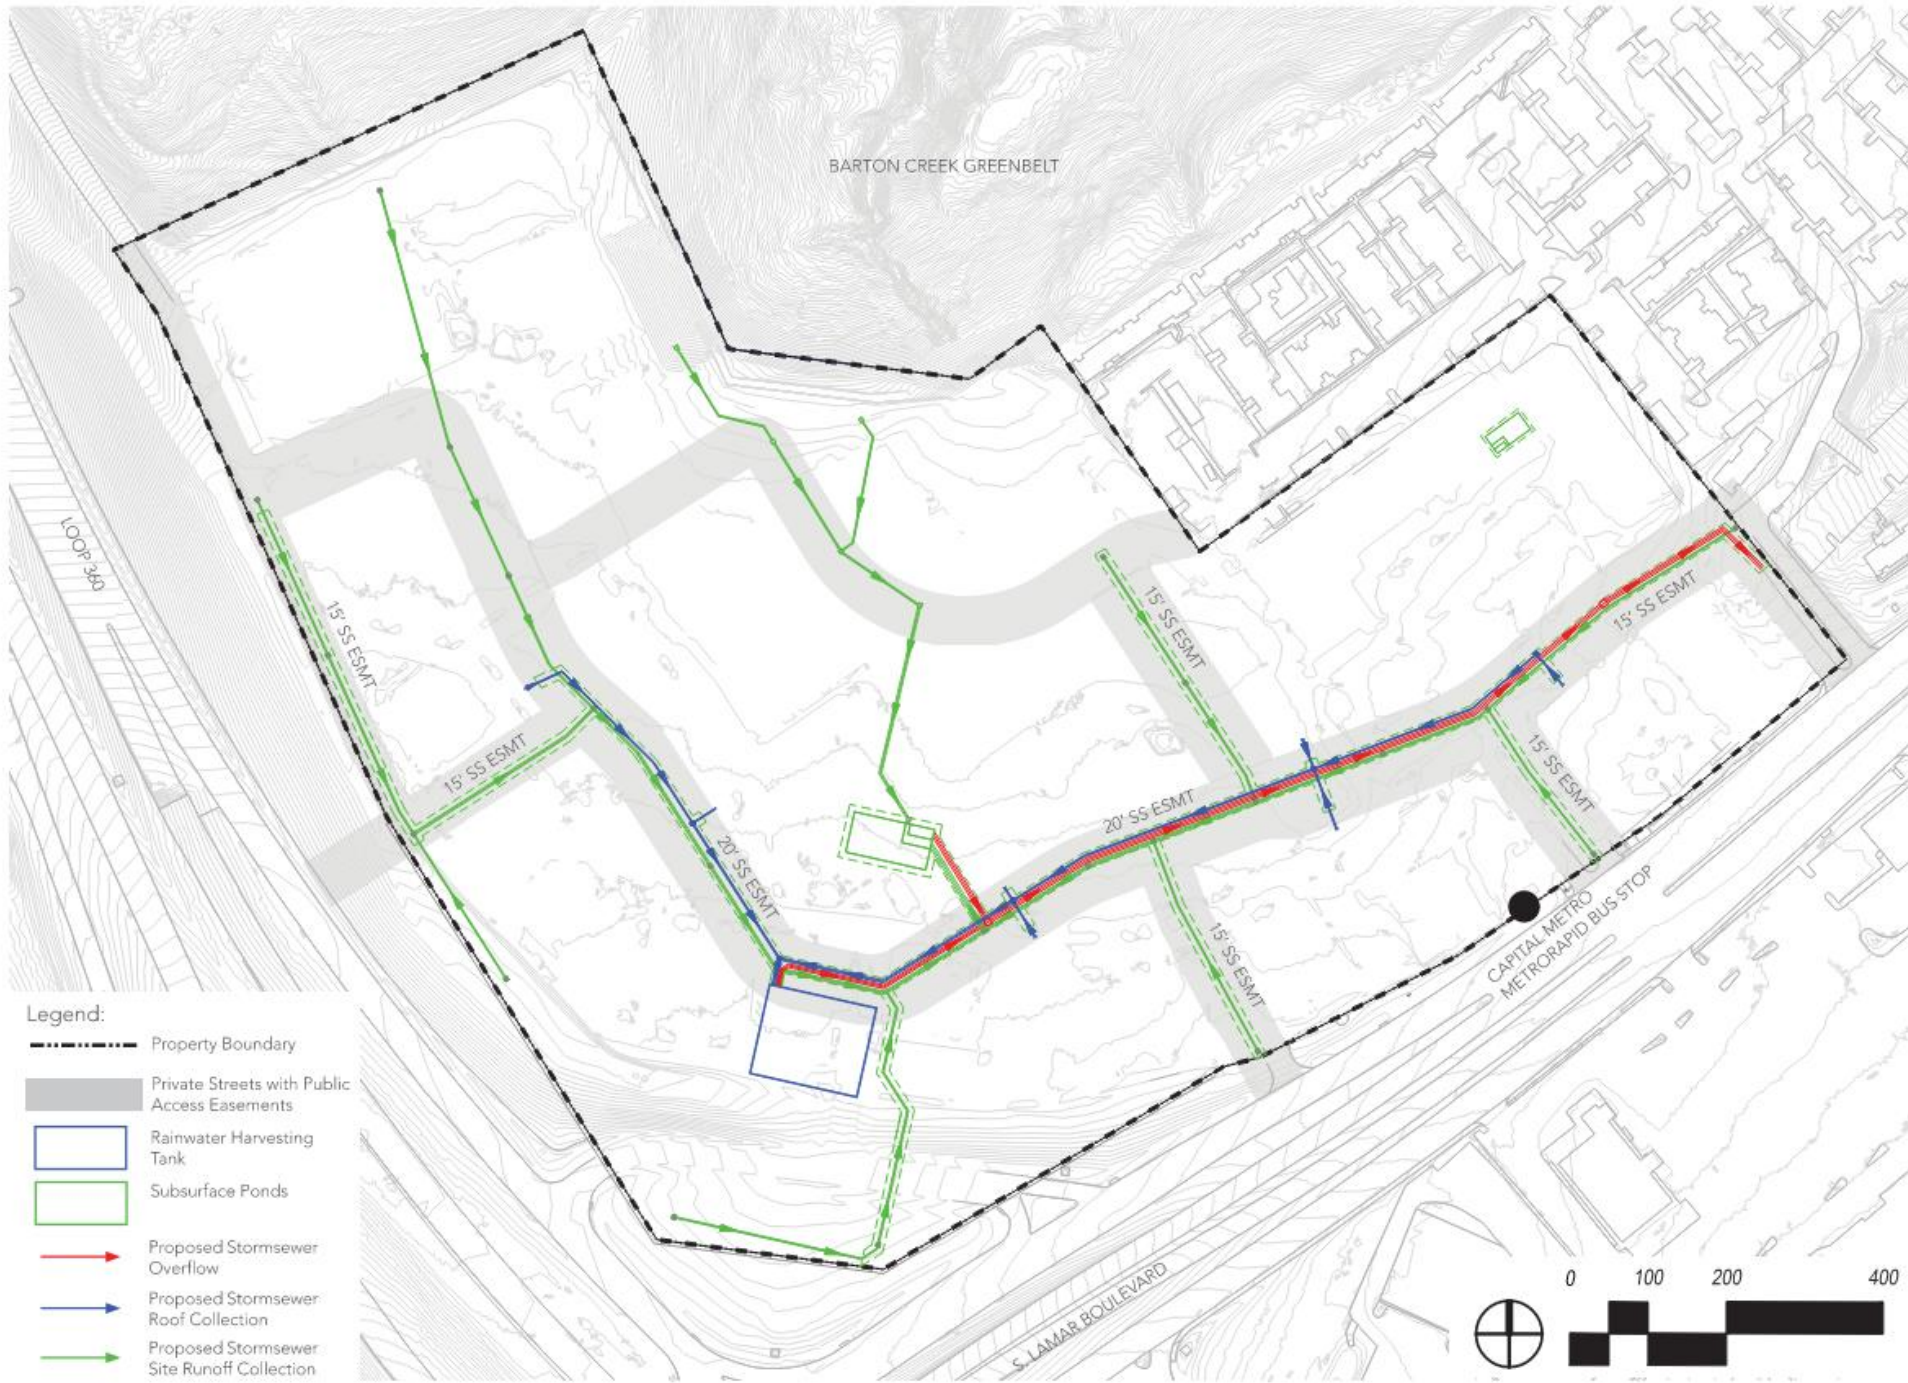 BARTON CREEK GREENBELT
LOOP 360
15' SS ESMT
15' SS ESMT
15' SS ESMT
15' SS ESMT
15' SS ESMT
20' SS ESMT
20' SS ESMT
15' SS ESMT
CAPITAL METRO
METRORAPID BUS STOP
S. LAMAR BOULEVARD
Legend:
Property Boundary
Private Streets with Public
Access Easements
Rainwater Harvesting
Tank
Subsurface Ponds
Proposed Stormsewer
Overflow
Proposed Stormsewer
Roof Collection
Proposed Stormsewer
Site Runoff Collection
0 100 200 400